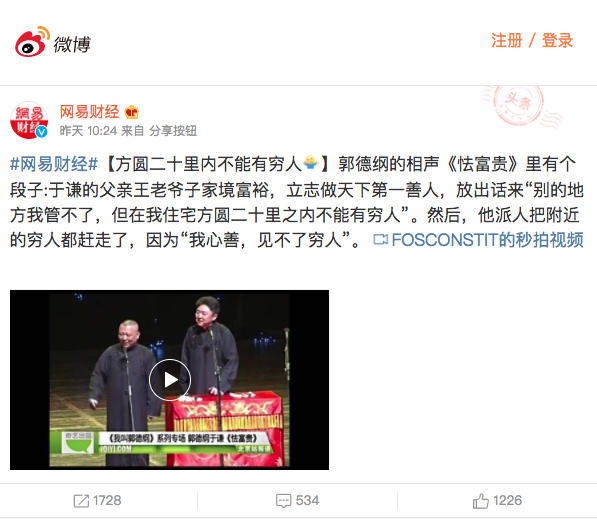 微博
注册 / 登录
头条
網易
财经
网易财经
昨天 10:24 来自 分享按钮
#网易财经#【方圆二十里内不能有穷人】郭德纲的相声《怯富贵》里有个
段子:于谦的父亲王老爷子家境富裕，立志做天下第一善人，放出话来“别的地
方我管不了，但在我住宅方圆二十里之内不能有穷人”。然后，他派人把附近
的穷人都赶走了，因为“我心善，见不了穷人”。 FOSCONSTIT的秒拍视频
《我叫郭德纲》系列专场 郭德纲于谦《怯富贵》
1728
534
1226